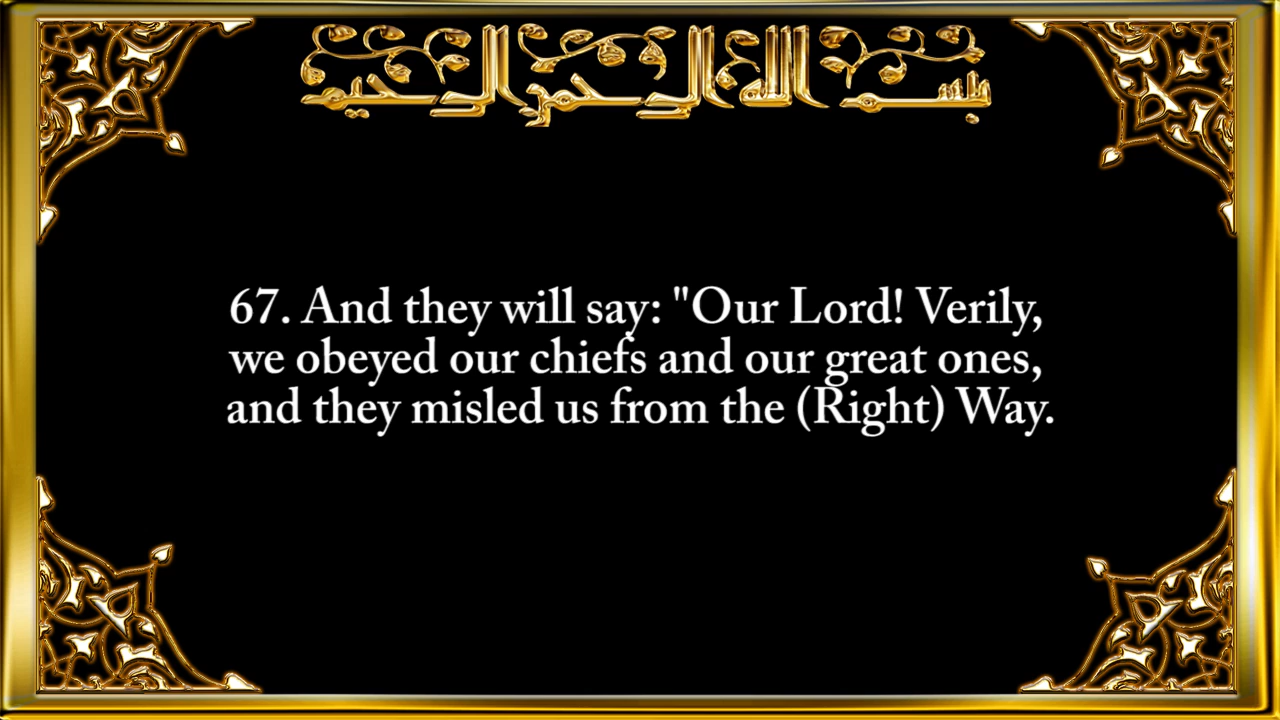 بسم الله الرحمن الرحيم
67. And they will say: "Our Lord! Verily,
we obeyed our chiefs and our great ones,
and they misled us from the (Right) Way.